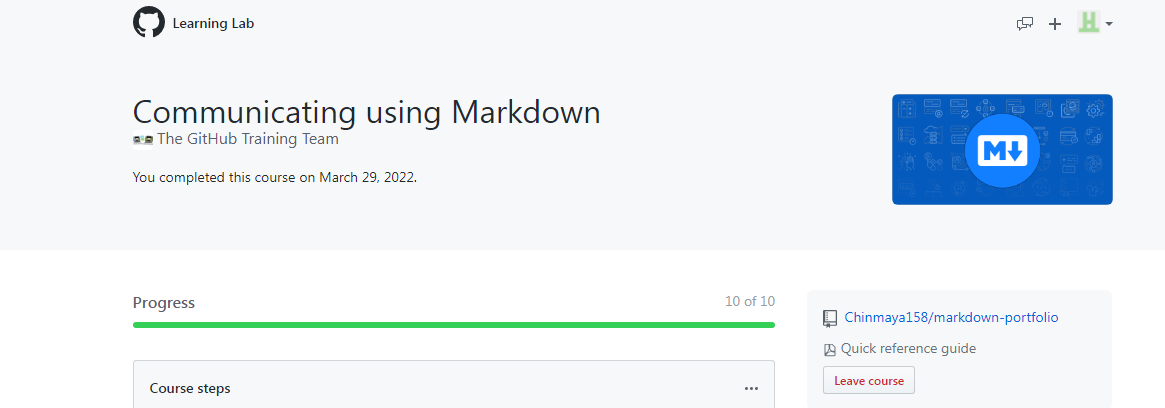 Learning Lab
Communicating using Markdown
The GitHub Training Team
You completed this course on March 29, 2022.
M
Progress
10 of 10
Chinmaya158/markdown-portfolio
Quick reference guide
Leave course
Course steps